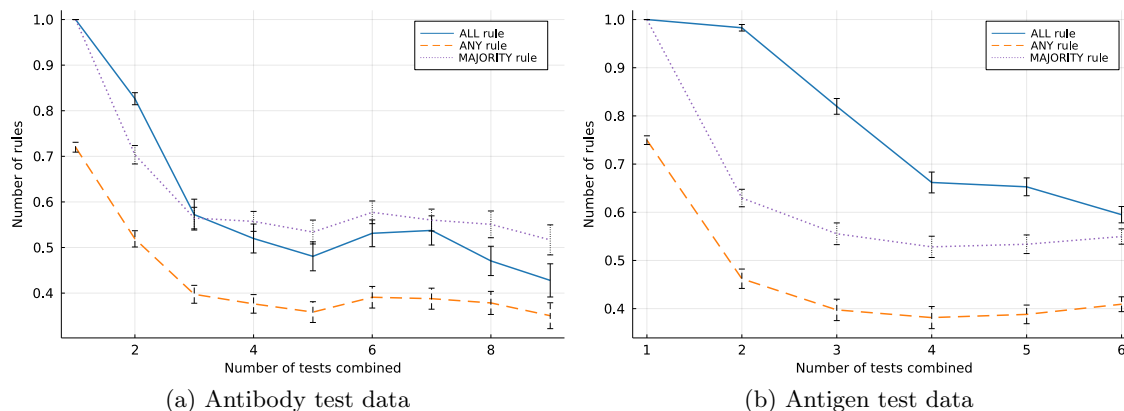 1.0
0.9
0.8
0.7
0.6
0.5
0.4
Number of rules
ALL rule
ANY rule
MAJORITY rule
2 4 6 8
Number of tests combined
(a) Antibody test data
1.0
0.9
0.8
0.7
0.6
0.5
0.4
Number of rules
ALL rule
ANY rule
MAJORITY rule
1 2 3 4 5 6
Number of tests combined
(b) Antigen test data